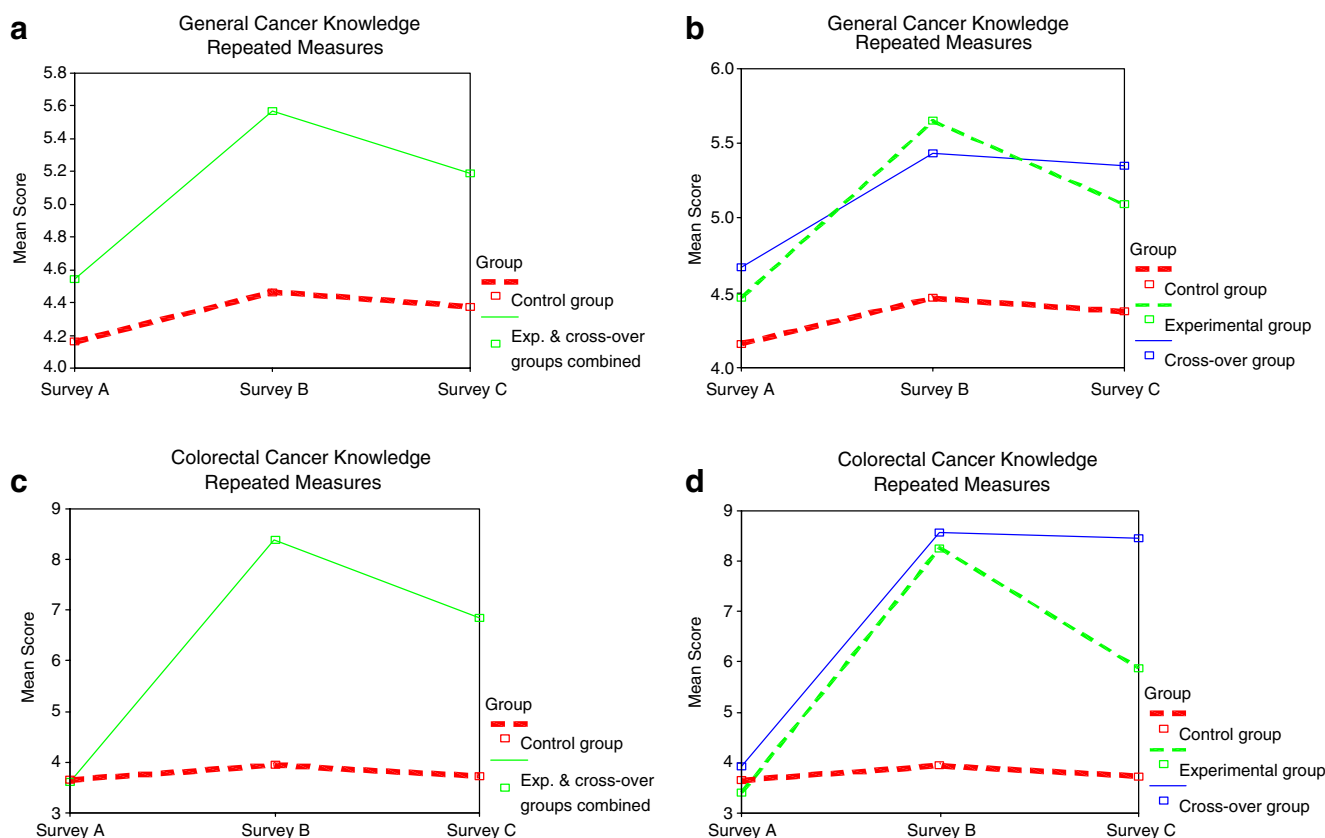 a
General Cancer Knowledge
Repeated Measures
5.8
5.6
5.4
5.2
5.0
4.8
4.6
4.4
4.2
4.0
Mean Score
Survey A
Survey B
Survey C
Group
Control group
Exp. & cross-over
groups combined
b
General Cancer Knowledge
Repeated Measures
6.0
5.5
5.0
4.5
4.0
Mean Score
Survey A
Survey B
Survey C
Group
Control group
Experimental group
Cross-over group
c
Colorectal Cancer Knowledge
Repeated Measures
9
8
7
6
5
4
3
Mean Score
Survey A
Survey B
Survey C
Group
Control group
Exp. & cross-over
groups combined
d
Colorectal Cancer Knowledge
Repeated Measures
9
8
7
6
5
4
3
Mean Score
Survey A
Survey B
Survey C
Group
Control group
Experimental group
Cross-over group